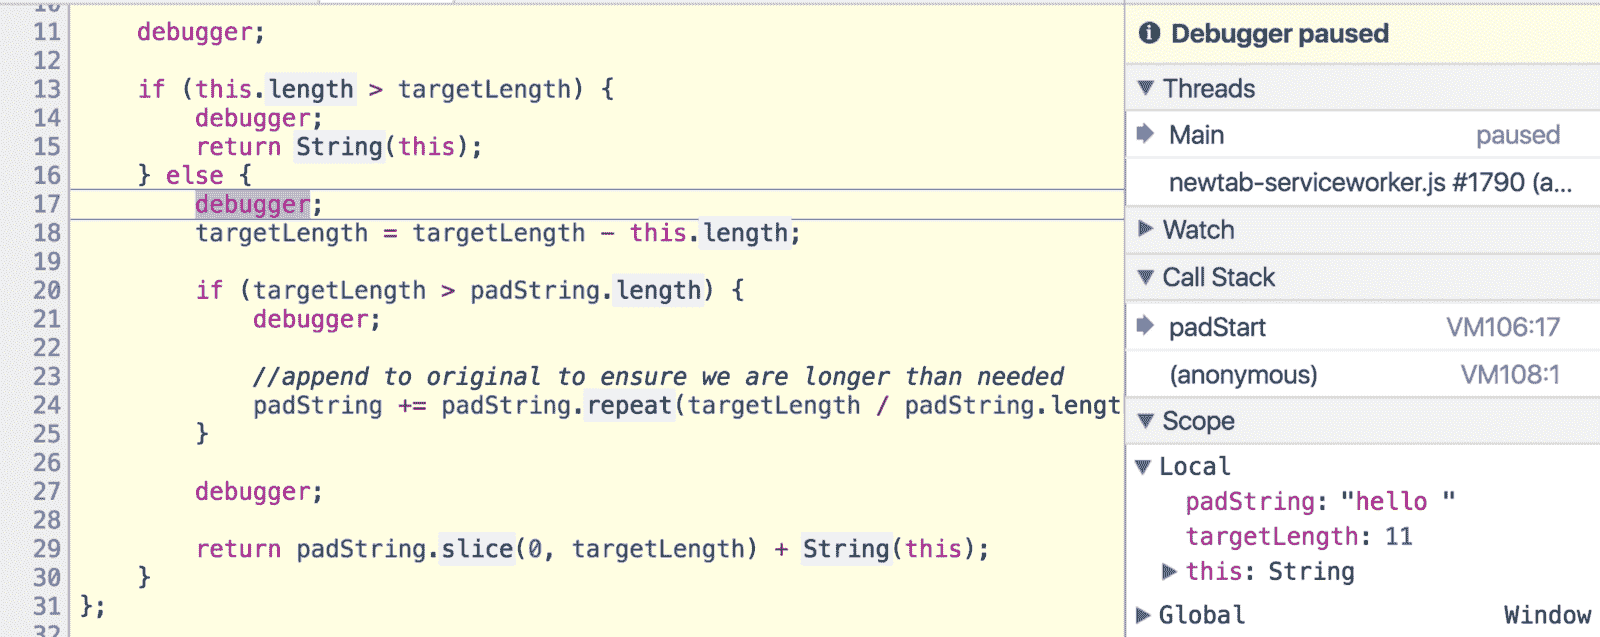 10
11 debugger;
12
13 if (this.length > targetLength) {
14 debugger;
15 return String(this);
16 } else {
17 debugger;
18 targetLength = targetLength - this.length;
19
20 if (targetLength > padString.length) {
21 debugger;
22
23 //append to original to ensure we are longer than needed
24 padString += padString.repeat(targetLength / padString.lengt
25 }
26
27 debugger;
28
29 return padString.slice(0, targetLength) + String(this);
30 }
31 };
32
Debugger paused
Threads
Main paused
newtab-serviceworker.js #1790 (a...
Watch
Call Stack
padStart VM106:17
(anonymous) VM108:1
Scope
Local
padString: "hello "
targetLength: 11
this: String
Global Window